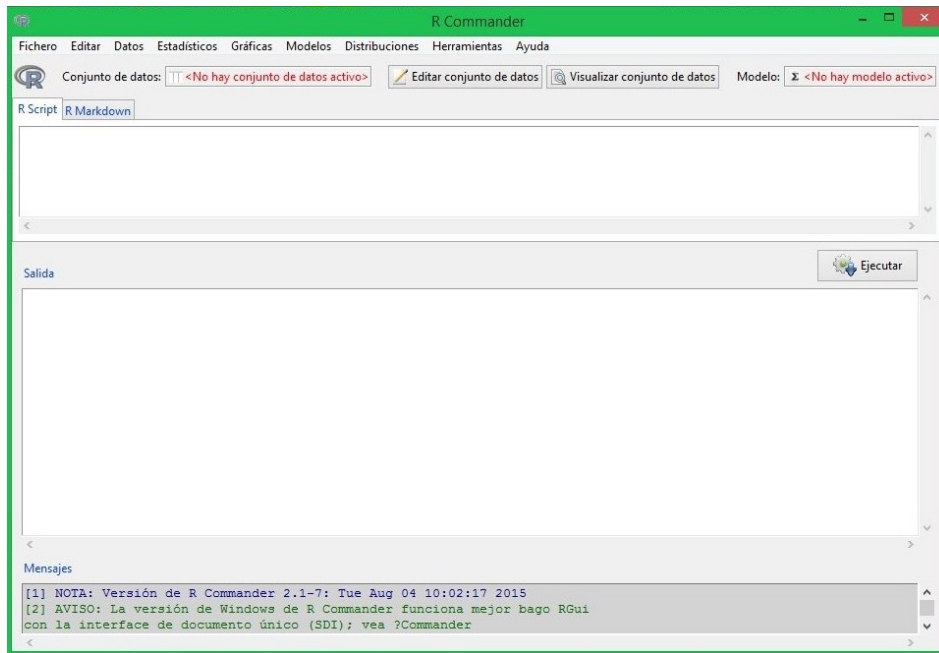 R Commander
Fichero Editar Datos Estadísticos Gráficas Modelos Distribuciones Herramientas Ayuda
R Conjunto de datos: <No hay conjunto de datos activo> Editar conjunto de datos Visualizar conjunto de datos Modelo: Σ <No hay modelo activo>
R Script R Markdown
Ejecutar
Salida
Mensajes
[1] NOTA: Versión de R Commander 2.1-7: Tue Aug 04 10:02:17 2015
[2] AVISO: La versión de Windows de R Commander funciona mejor bago RGui
con la interface de documento único (SDI); vea ?Commander